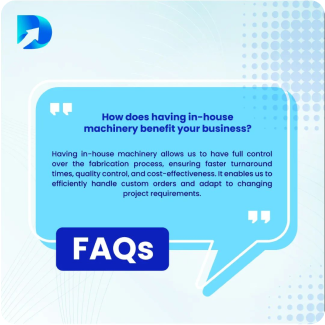 How does having in-house
machinery benefit your business?
Having in-house machinery allows us to have full control
over the fabrication process, ensuring faster turnaround
times, quality control, and cost-effectiveness. It enables us to
efficiently handle custom orders and adapt to changing
project requirements.
FAQs